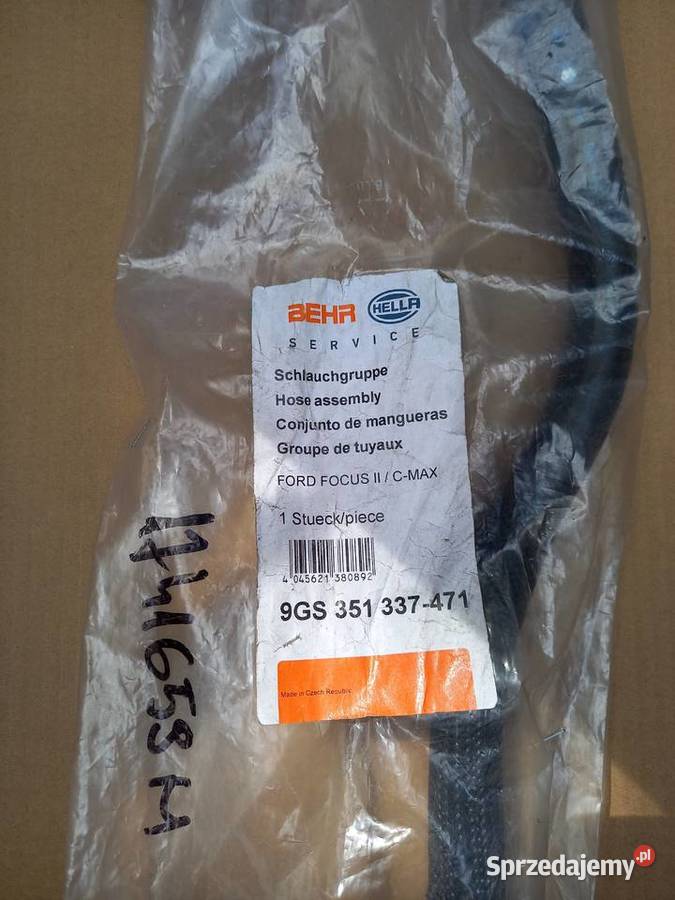 BEHR HELLA
SERVICE
Schlauchgruppe
Hose assembly
Conjunto de mangueras
Groupe de tuyaux
FORD FOCUS II / C-MAX
1 Stueck/piece
4 045621 380892
9GS 351 337-471
Made in Czech Republic
174165S H
Sprzedajemy.pl